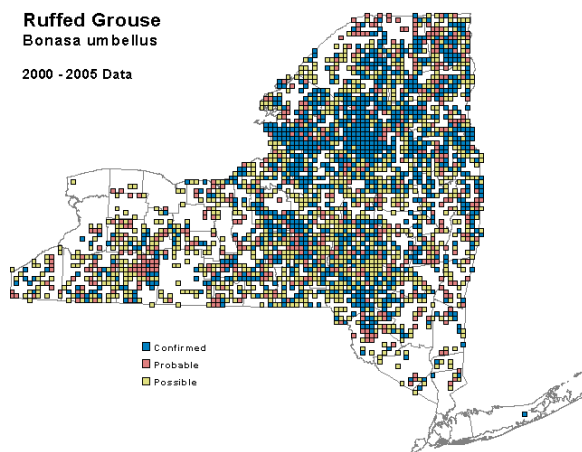 Ruffed Grouse
Bonasa umbellus
2000 - 2005 Data
Confirmed
Probable
Possible